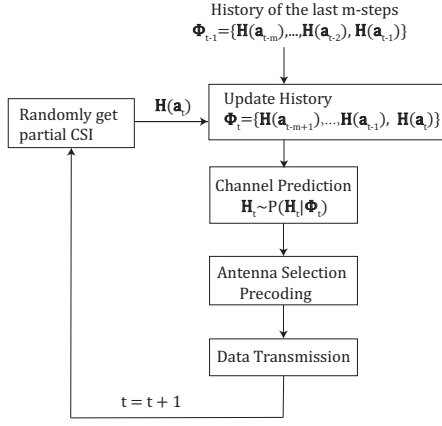 History of the last m-steps
Φt-1={H(at-m),...,H(at-2), H(at-1)}
Randomly get
partial CSI
H(at)
Update History
Φt={H(at-m+1),...,H(at-1), H(at)}
Channel Prediction
Ht~P(Ht|Φt)
Antenna Selection
Precoding
Data Transmission
t = t + 1